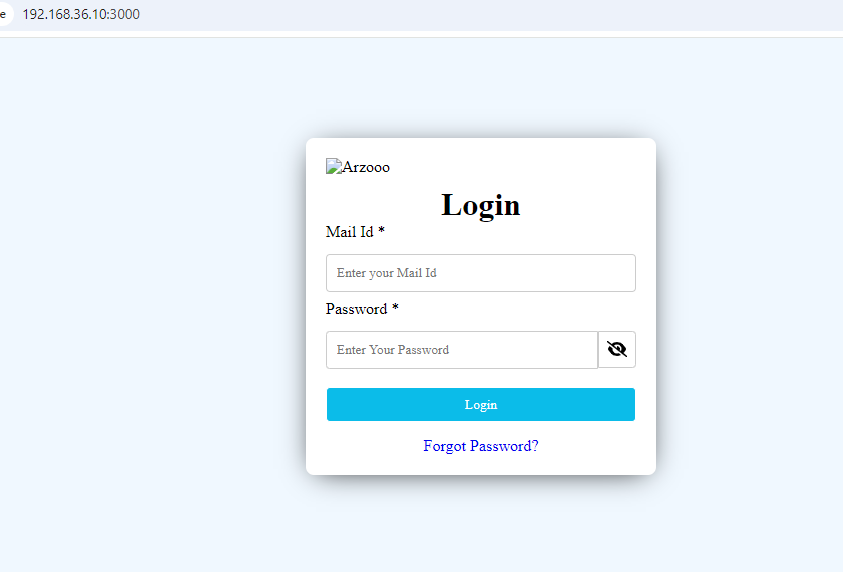 e 192.168.36.10:3000
Arzooo
Login
Mail Id *
Enter your Mail Id
Password *
Enter Your Password
Login
Forgot Password?